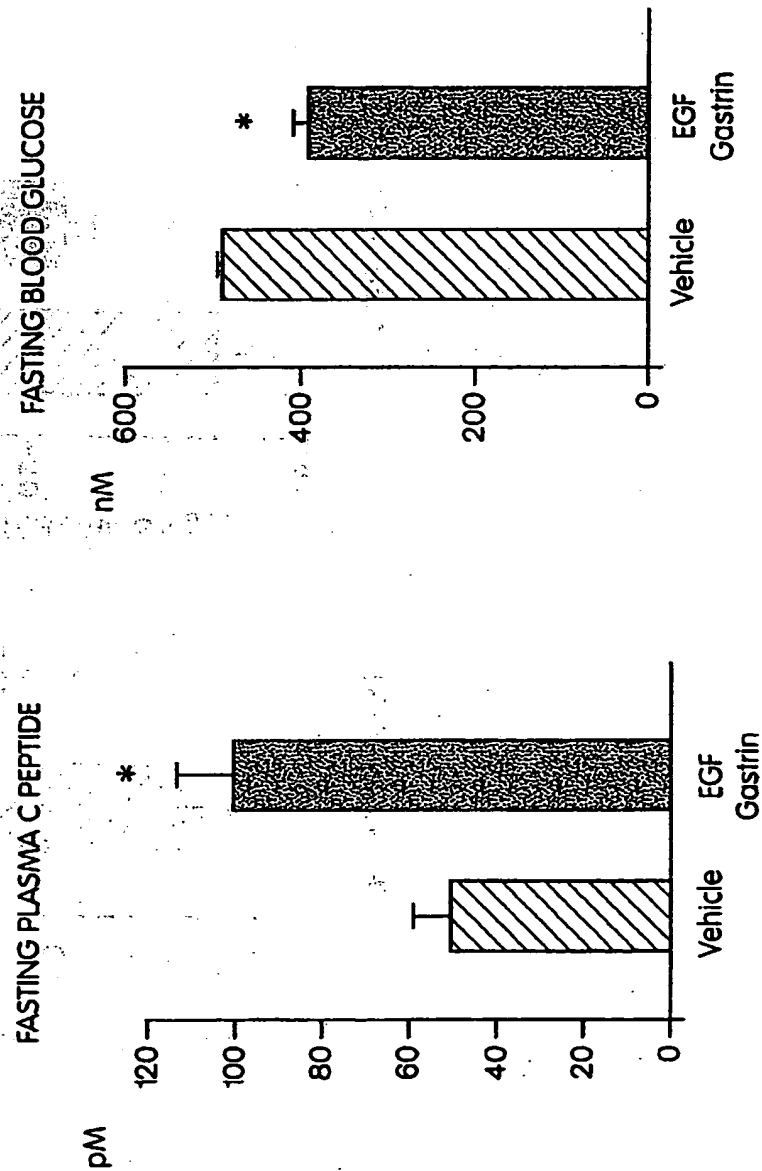 FASTING PLASMA C PEPTIDE
pM
120
100
80
60
40
20
0
*
Vehicle
EGF
Gastrin
FASTING BLOOD GLUCOSE
nM
600
400
200
0
*
Vehicle
EGF
Gastrin